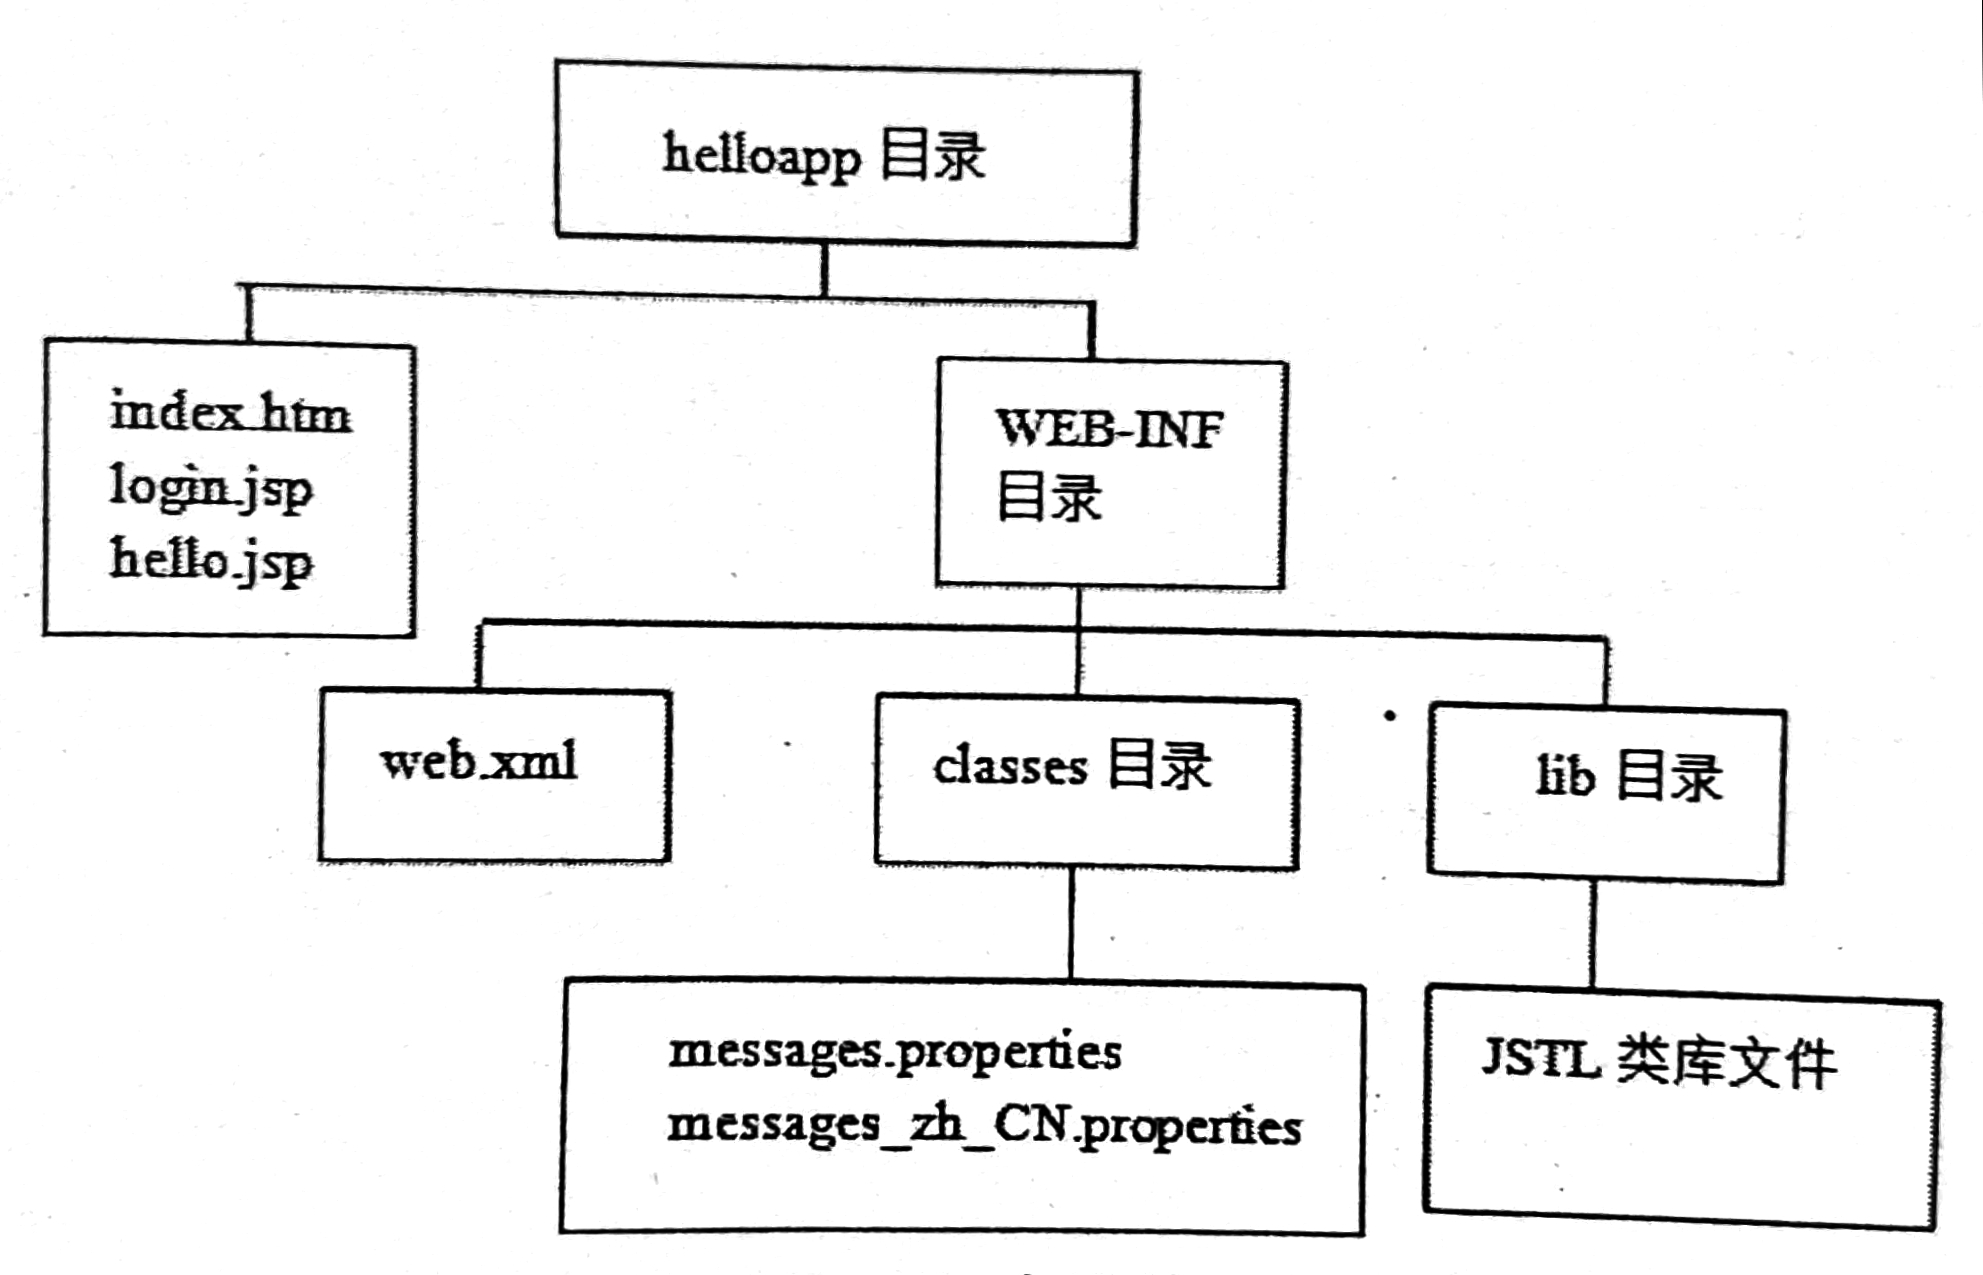 helloapp 目录
index.htm
login.jsp
hello.jsp
WEB-INF
目录
web.xml
classes 目录
lib 目录
messages.properties
messages_zh_CN.properties
JSTL 类库文件